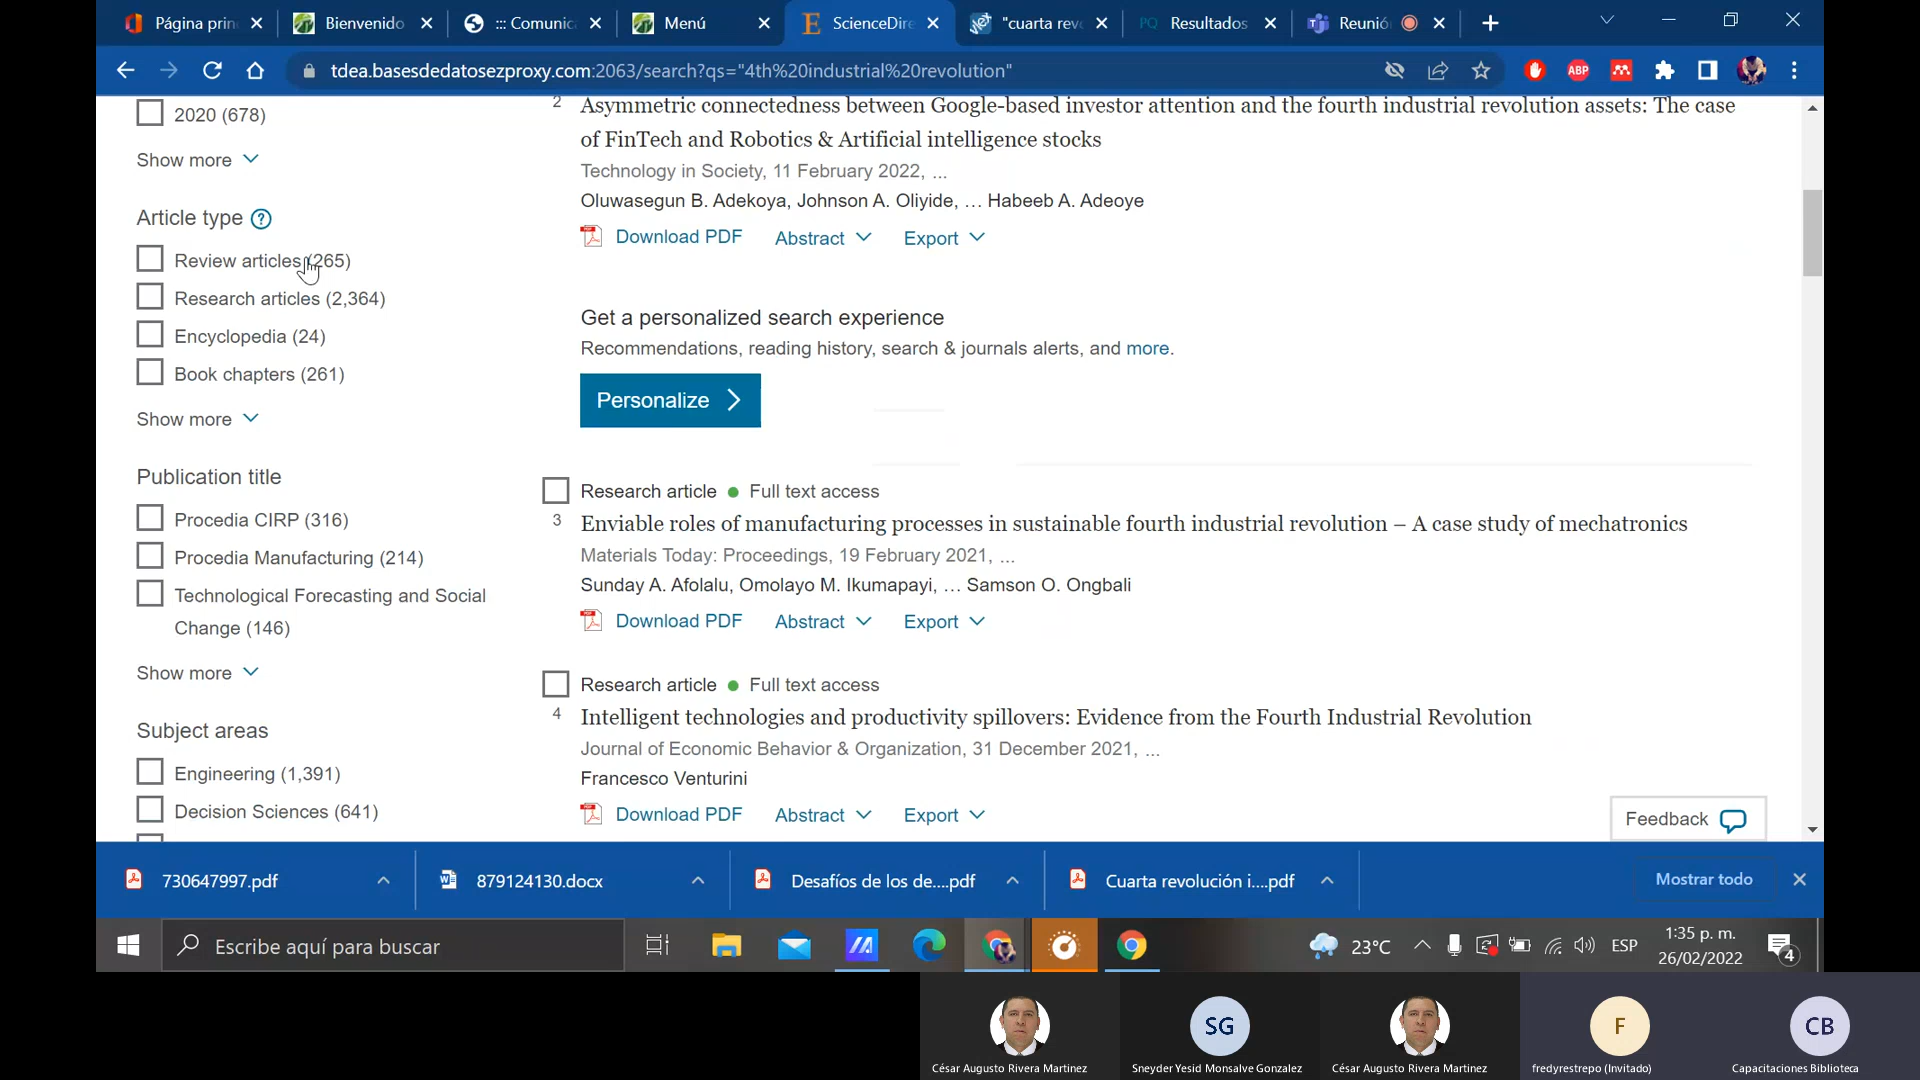 Página prin
Bienvenido
::: Comunic
Menú
ScienceDire
"cuarta rev
Resultados
Reunió
tdea.basesdedatosezproxy.com:2063/search?qs="4th%20industrial%20revolution"
ABP
2020 (678)
Show more
Article type ?
Review articles (265)
Research articles (2,364)
Encyclopedia (24)
Book chapters (261)
Show more
Publication title
Procedia CIRP (316)
Procedia Manufacturing (214)
Technological Forecasting and Social
Change (146)
Show more
Subject areas
Engineering (1,391)
Decision Sciences (641)
2 Asymmetric connectedness between Google-based investor attention and the fourth industrial revolution assets: The case
of FinTech and Robotics & Artificial intelligence stocks
Technology in Society, 11 February 2022, ...
Oluwasegun B. Adekoya, Johnson A. Oliyide, … Habeeb A. Adeoye
Download PDF Abstract Export
Get a personalized search experience
Recommendations, reading history, search & journals alerts, and more.
Personalize
Research article Full text access
3 Enviable roles of manufacturing processes in sustainable fourth industrial revolution – A case study of mechatronics
Materials Today: Proceedings, 19 February 2021, ...
Sunday A. Afolalu, Omolayo M. Ikumapayi, … Samson O. Ongbali
Download PDF Abstract Export
Research article Full text access
4 Intelligent technologies and productivity spillovers: Evidence from the Fourth Industrial Revolution
Journal of Economic Behavior & Organization, 31 December 2021, ...
Francesco Venturini
Download PDF Abstract Export
Feedback
730647997.pdf
879124130.docx
Desafíos de los de....pdf
Cuarta revolución i....pdf
Mostrar todo
Escribe aquí para buscar
23°C
ESP
1:35 p. m.
26/02/2022
4
César Augusto Rivera Martinez
SG
Sneyder Yesid Monsalve Gonzalez
César Augusto Rivera Martinez
F
fredyrestrepo (Invitado)
CB
Capacitaciones Biblioteca